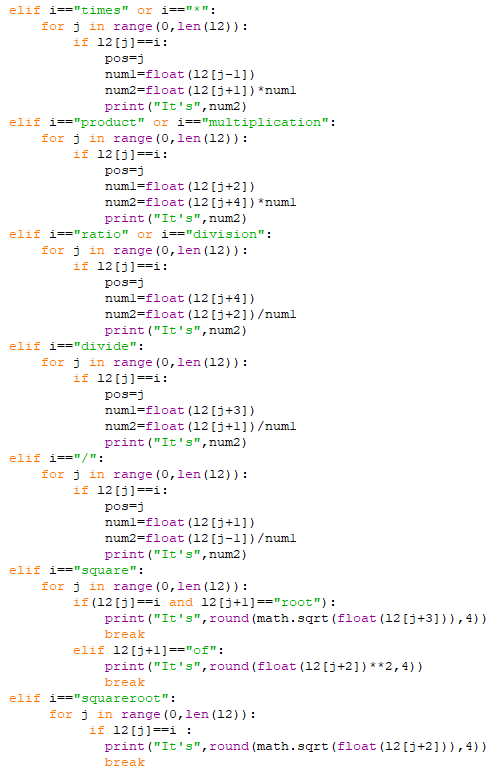 elif i=="times" or i=="*":
    for j in range(0,len(l2)):
        if l2[j]==i:
            pos=j
            num1=float(l2[j-1])
            num2=float(l2[j+1])*num1
            print("It's",num2)
elif i=="product" or i=="multiplication":
    for j in range(0,len(l2)):
        if l2[j]==i:
            pos=j
            num1=float(l2[j+2])
            num2=float(l2[j+4])*num1
            print("It's",num2)
elif i=="ratio" or i=="division":
    for j in range(0,len(l2)):
        if l2[j]==i:
            pos=j
            num1=float(l2[j+4])
            num2=float(l2[j+2])/num1
            print("It's",num2)
elif i=="divide":
    for j in range(0,len(l2)):
        if l2[j]==i:
            pos=j
            num1=float(l2[j+3])
            num2=float(l2[j+1])/num1
            print("It's",num2)
elif i=="/":
    for j in range(0,len(l2)):
        if l2[j]==i:
            pos=j
            num1=float(l2[j+1])
            num2=float(l2[j-1])/num1
            print("It's",num2)
elif i=="square":
    for j in range(0,len(l2)):
        if(l2[j]==i and l2[j+1]=="root"):
            print("It's",round(math.sqrt(float(l2[j+3])),4))
            break
        elif l2[j+1]=="of":
            print("It's",round(float(l2[j+2])**2,4))
            break
elif i=="squareroot":
     for j in range(0,len(l2)):
          if l2[j]==i :
            print("It's",round(math.sqrt(float(l2[j+2])),4))
            break